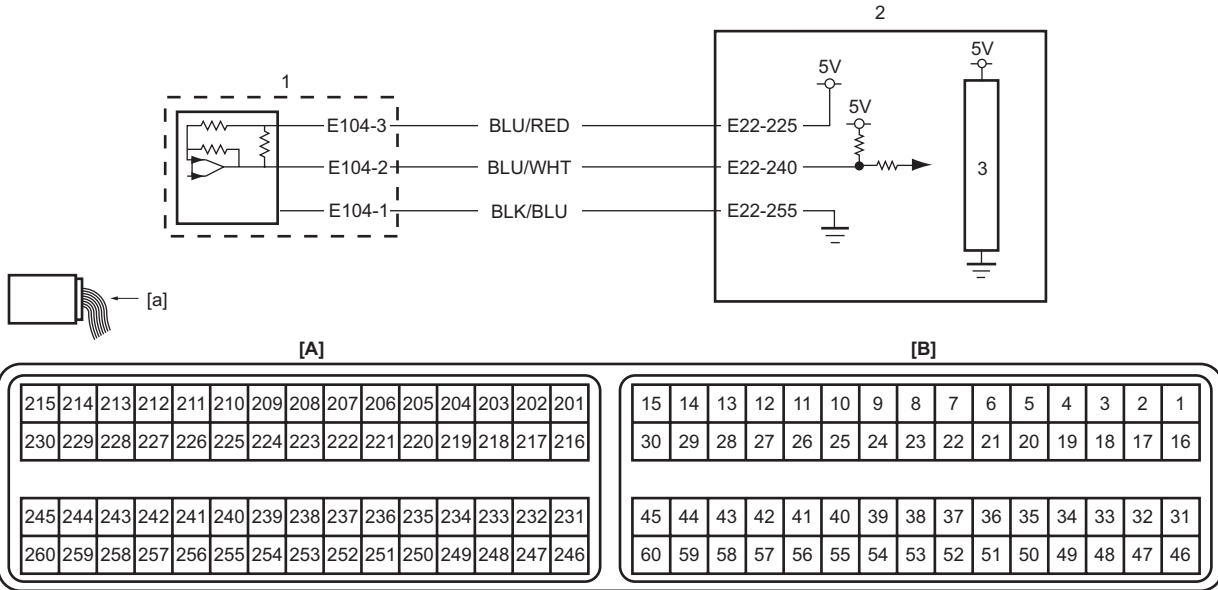 2
1
5V
5V
5V
E104-3 BLU/RED E22-225
E104-2 BLU/WHT E22-240
3
E104-1 BLK/BLU E22-255
[a]
[A] [B]
215 214 213 212 211 210 209 208 207 206 205 204 203 202 201
230 229 228 227 226 225 224 223 222 221 220 219 218 217 216
245 244 243 242 241 240 239 238 237 236 235 234 233 232 231
260 259 258 257 256 255 254 253 252 251 250 249 248 247 246
15 14 13 12 11 10 9 8 7 6 5 4 3 2 1
30 29 28 27 26 25 24 23 22 21 20 19 18 17 16
45 44 43 42 41 40 39 38 37 36 35 34 33 32 31
60 59 58 57 56 55 54 53 52 51 50 49 48 47 46